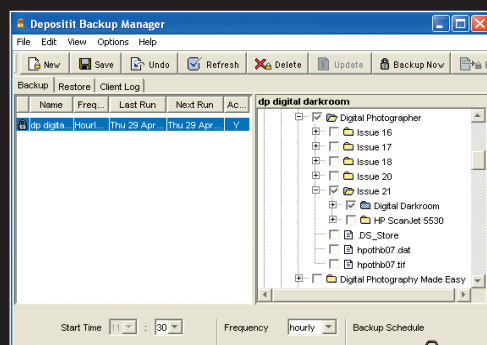 Depositit Backup Manager
File Edit View Options Help
New Save Undo Refresh Delete Update Backup Now
Backup Restore Client Log
Name Freq... Last Run Next Run Ac...
dp digita... Hourl... Thu 29 Apr... Thu 29 Apr... Y
dp digital darkroom
Digital Photographer
Issue 16
Issue 17
Issue 18
Issue 20
Issue 21
Digital Darkroom
HP ScanJet 5530
.DS_Store
hpothb07.dat
hpothb07.tif
Digital Photography Made Easy
Start Time 11 : 30 Frequency hourly Backup Schedule